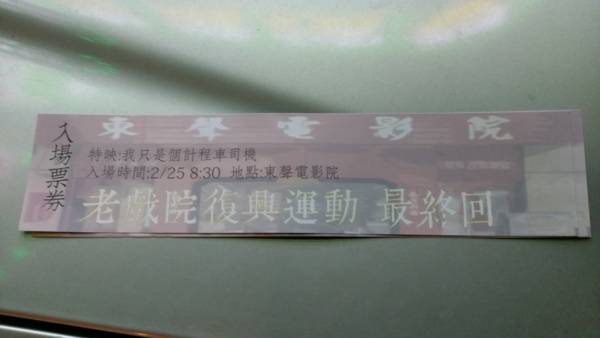 東聲電影院
入場票券
特映:我只是個計程車司機
入場時間:2/25 8:30 地點:東聲電影院
老戲院復興運動 最終回